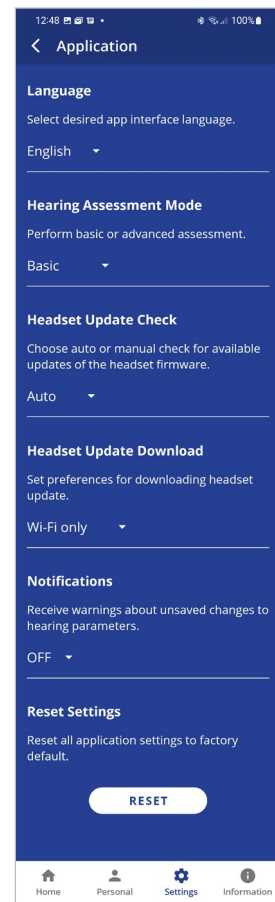 12:48
100%
Application
Language
Select desired app interface language.
English
Hearing Assessment Mode
Perform basic or advanced assessment.
Basic
Headset Update Check
Choose auto or manual check for available
updates of the headset firmware.
Auto
Headset Update Download
Set preferences for downloading headset
update.
Wi-Fi only
Notifications
Receive warnings about unsaved changes to
hearing parameters.
OFF
Reset Settings
Reset all application settings to factory
default.
RESET
Home Personal Settings Information